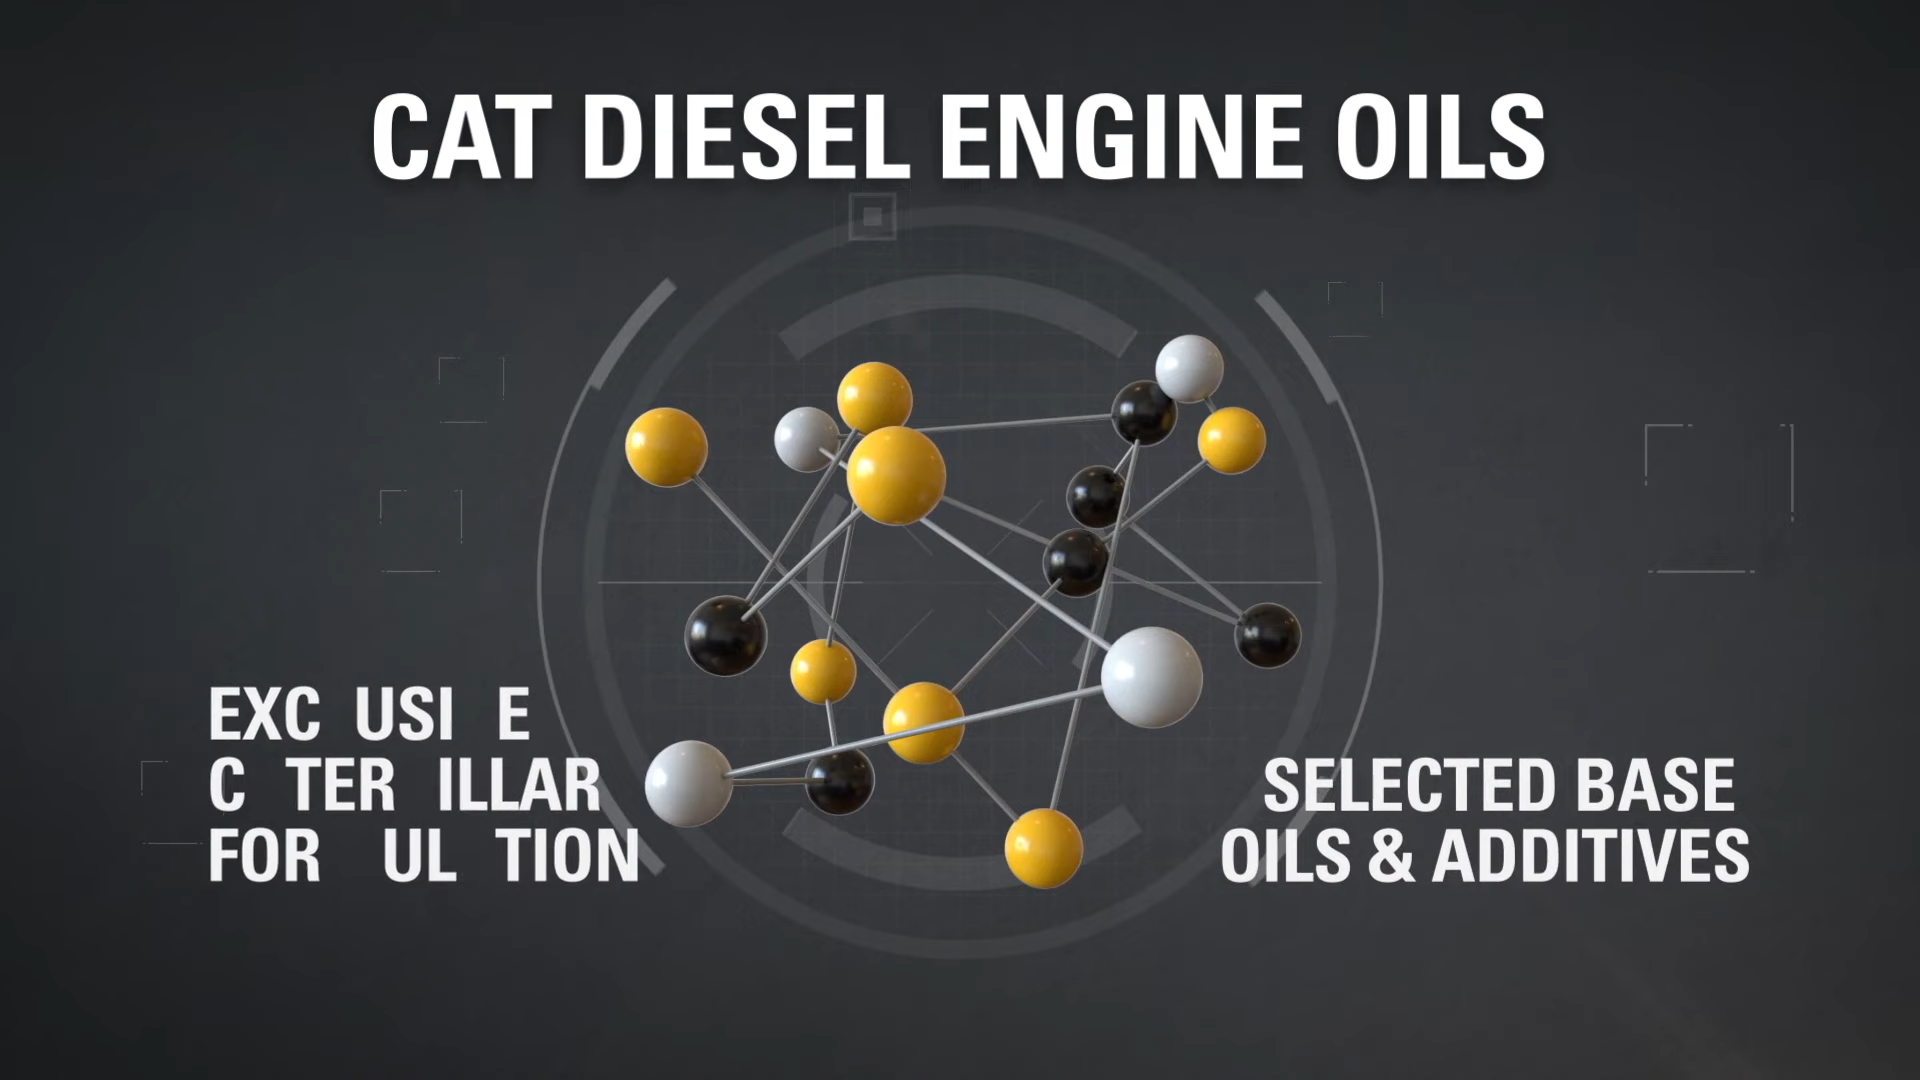 CAT DIESEL ENGINE OILS
EXC USI E
C TER ILLAR
FOR UL TION
SELECTED BASE
OILS & ADDITIVES